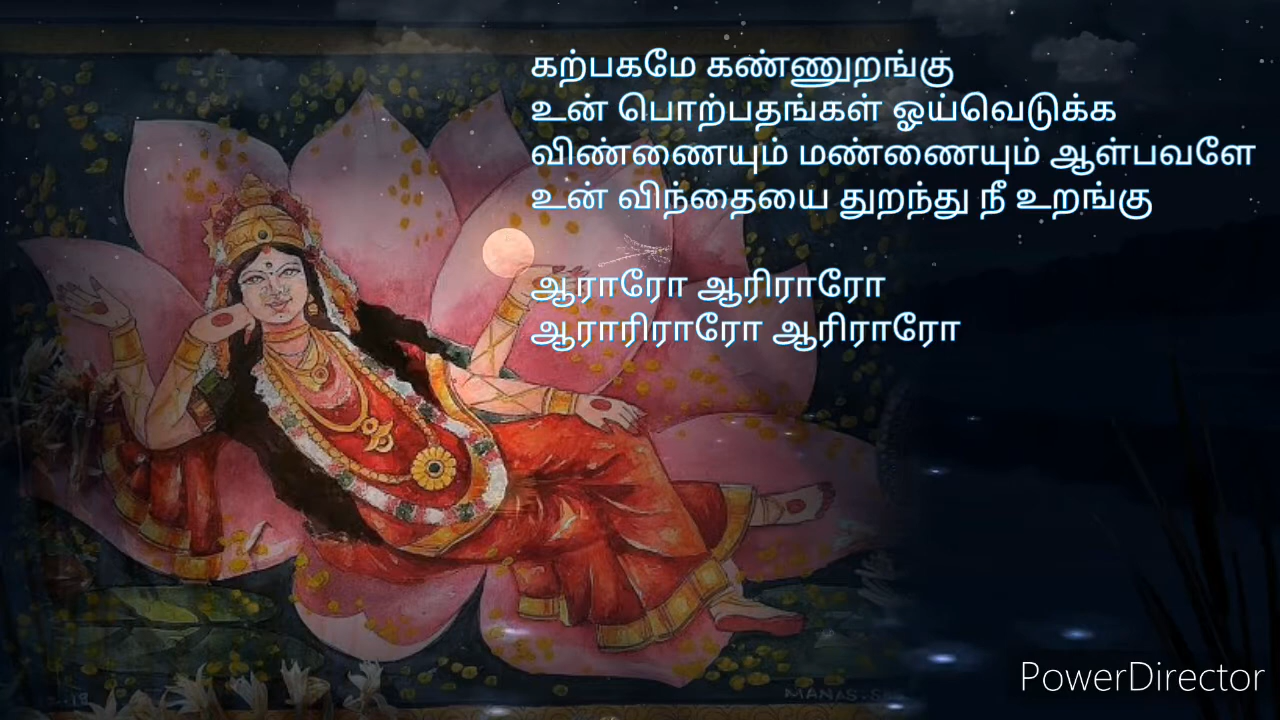 கற்பகமே கண்ணுறங்கு
உன் பொற்பதங்கள் ஓய்வெடுக்க
விண்ணையும் மண்ணையும் ஆள்பவளே
உன் விந்தையை துறந்து நீ உறங்கு
ஆராரோ ஆரிராரோ
ஆராரிராரோ ஆரிராரோ
MANAS.S
PowerDirector